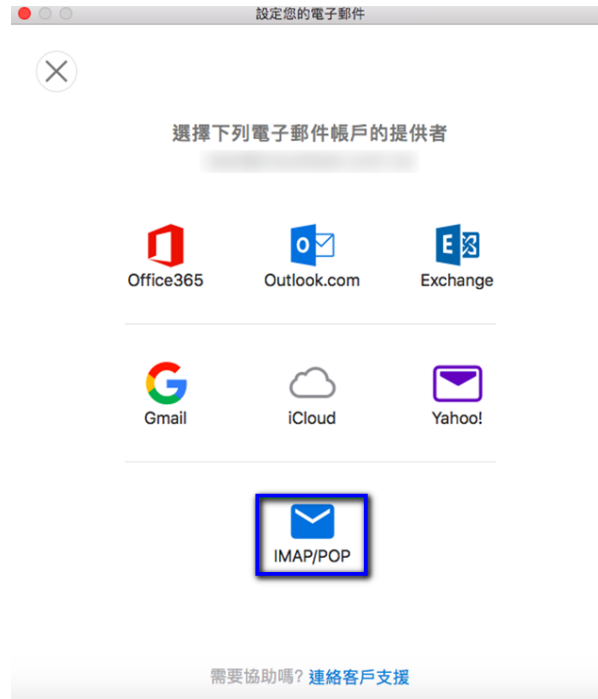 設定您的電子郵件
選擇下列電子郵件帳戶的提供者
Office365 Outlook.com Exchange
Gmail iCloud Yahoo!
IMAP/POP
需要協助嗎? 連絡客戶支援